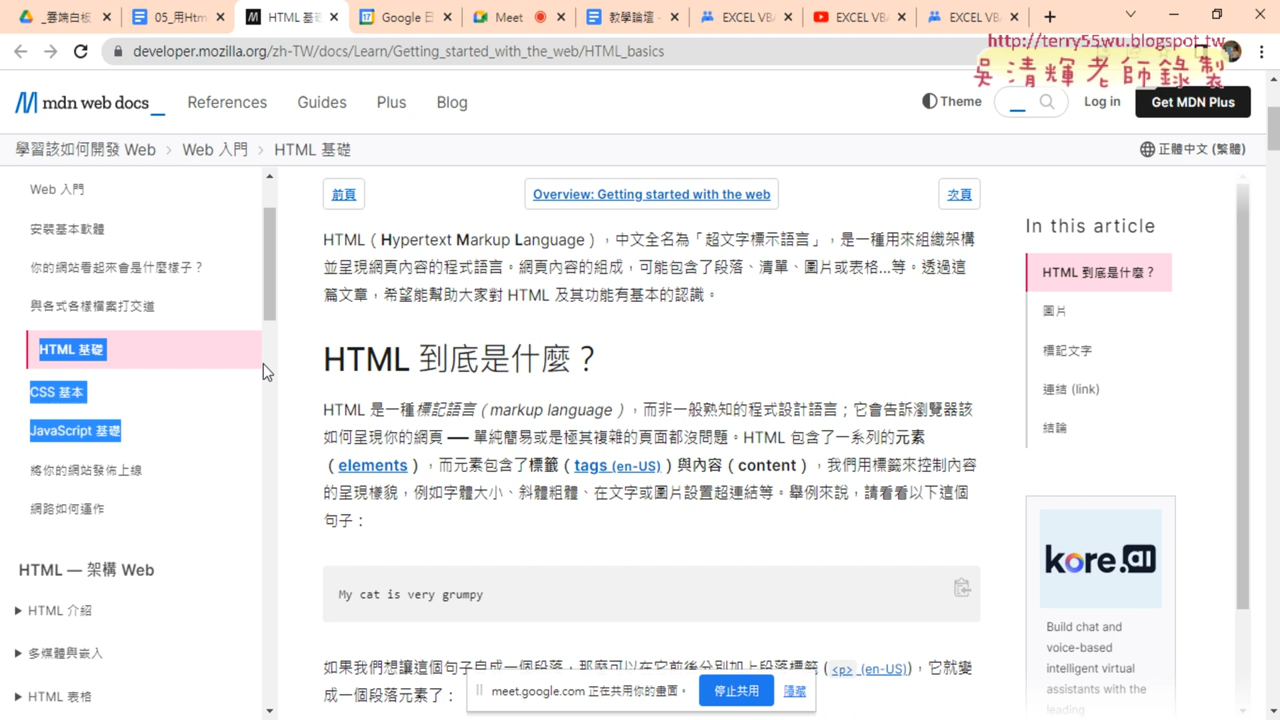 _雲端白板
05_用Htm
HTML 基礎
Google E
Meet
教學論壇 -
EXCEL VBA
EXCEL VBA
EXCEL VBA
developer.mozilla.org/zh-TW/docs/Learn/Getting_started_with_the_web/HTML_basics
http://terry55wu.blogspot.tw
吳清輝老師錄製
mdn web docs
References
Guides
Plus
Blog
Theme
Log in
Get MDN Plus
學習該如何開發 Web > Web 入門 > HTML 基礎
正體中文 (繁體)
Web 入門
安裝基本軟體
你的網站看起來會是什麼樣子？
與各式各樣檔案打交道
HTML 基礎
CSS 基本
JavaScript 基礎
將你的網站發佈上線
網路如何運作
HTML — 架構 Web
HTML 介紹
多媒體與嵌入
HTML 表格
前頁
Overview: Getting started with the web
次頁
HTML（Hypertext Markup Language），中文全名為「超文字標示語言」，是一種用來組織架構
並呈現網頁內容的程式語言。網頁內容的組成，可能包含了段落、清單、圖片或表格...等。透過這
篇文章，希望能幫助大家對 HTML 及其功能有基本的認識。
HTML 到底是什麼？
HTML 是一種標記語言（markup language），而非一般熟知的程式設計語言；它會告訴瀏覽器該
如何呈現你的網頁 — 單純簡易或是極其複雜的頁面都沒問題。HTML 包含了一系列的元素
（elements），而元素包含了標籤（tags (en-US)）與內容（content），我們用標籤來控制內容
的呈現樣貌，例如字體大小、斜體粗體、在文字或圖片設置超連結等。舉例來說，請看看以下這個
句子：
My cat is very grumpy
如果我們想讓這個句子自成一個段落，那麼可以在它前後分別加上段落標籤 (<p> (en-US))，它就變
成一個段落元素了：
meet.google.com 正在共用你的畫面。
停止共用
隱藏
In this article
HTML 到底是什麼？
圖片
標記文字
連結 (link)
結論
kore.ai
Build chat and
voice-based
intelligent virtual
assistants with the
leading